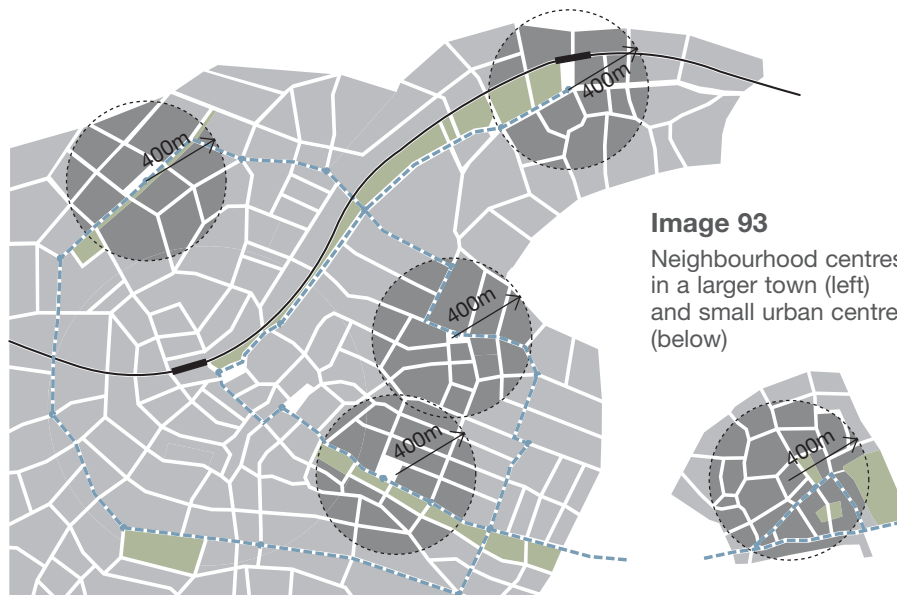 400m
400m
400m
400m
400m
Image 93
Neighbourhood centres
in a larger town (left)
and small urban centre
(below)